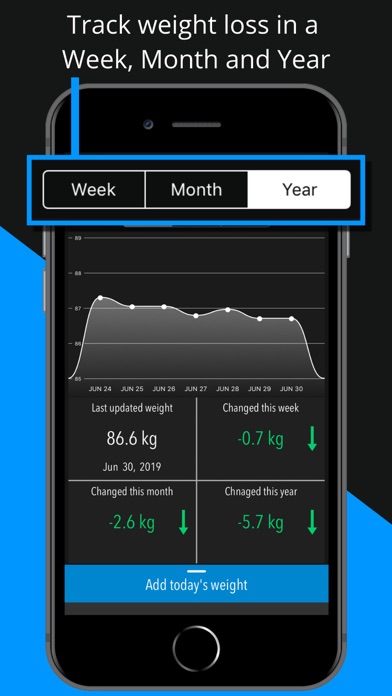 Track weight loss in a
Week, Month and Year
Week Month Year
89
88
87
86
85
JUN 24 JUN 25 JUN 26 JUN 27 JUN 28 JUN 29 JUN 30
Last updated weight
86.6 kg
Jun 30, 2019
Changed this week
-0.7 kg
Changed this month
-2.6 kg
Chnaged this year
-5.7 kg
Add today's weight